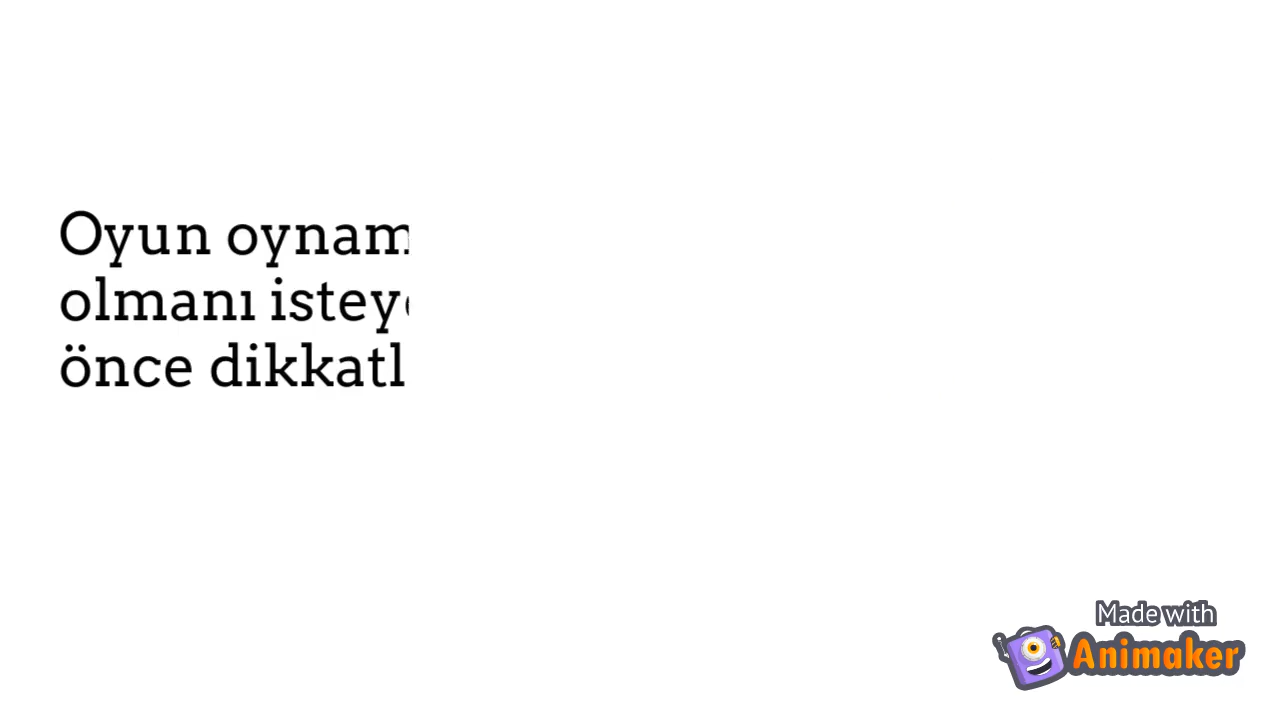 Oyun oynam
olmanı istey
önce dikkatl
Made with
Animaker